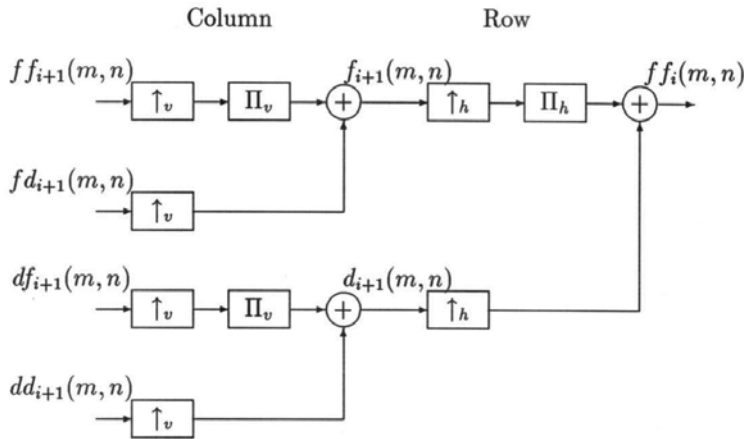 Column Row
ff_{i+1}(m, n) f_{i+1}(m, n) ff_i(m, n)
↑_v Π_v + ↑_h Π_h +
fd_{i+1}(m, n)
↑_v
df_{i+1}(m, n) d_{i+1}(m, n)
↑_v Π_v + ↑_h
dd_{i+1}(m, n)
↑_v